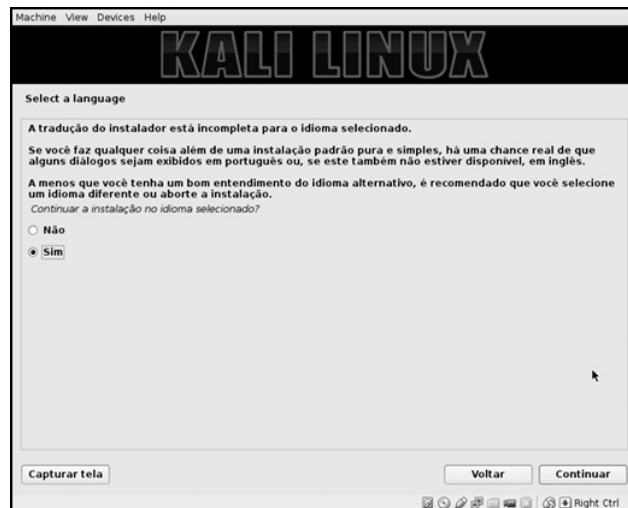 Machine View Devices Help
KALI LINUX
Select a language
A tradução do instalador está incompleta para o idioma selecionado.
Se você faz qualquer coisa além de uma instalação padrão pura e simples, há uma chance real de que
alguns diálogos sejam exibidos em português ou, se este também não estiver disponível, em inglês.
A menos que você tenha um bom entendimento do idioma alternativo, é recomendado que você selecione
um idioma diferente ou aborte a instalação.
Continuar a instalação no idioma selecionado?
Não
Sim
Capturar tela
Voltar
Continuar
Right Ctrl